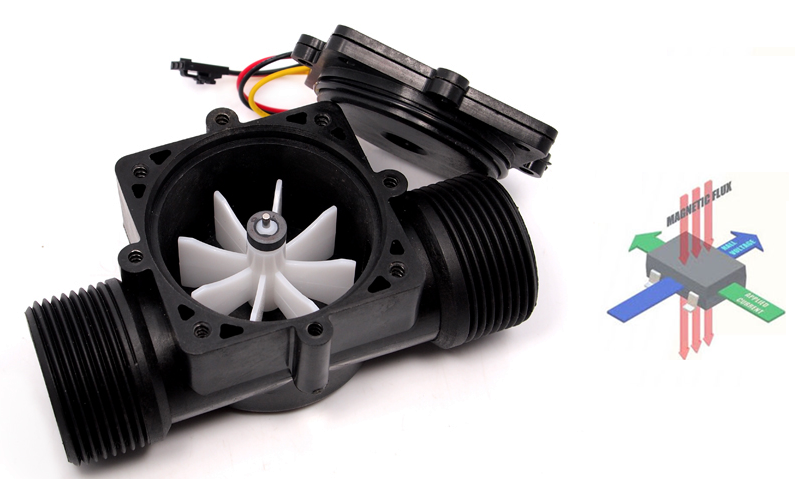 MAGNETIC FLUX
HALL
VOLTAGE
APPLIED
CURRENT